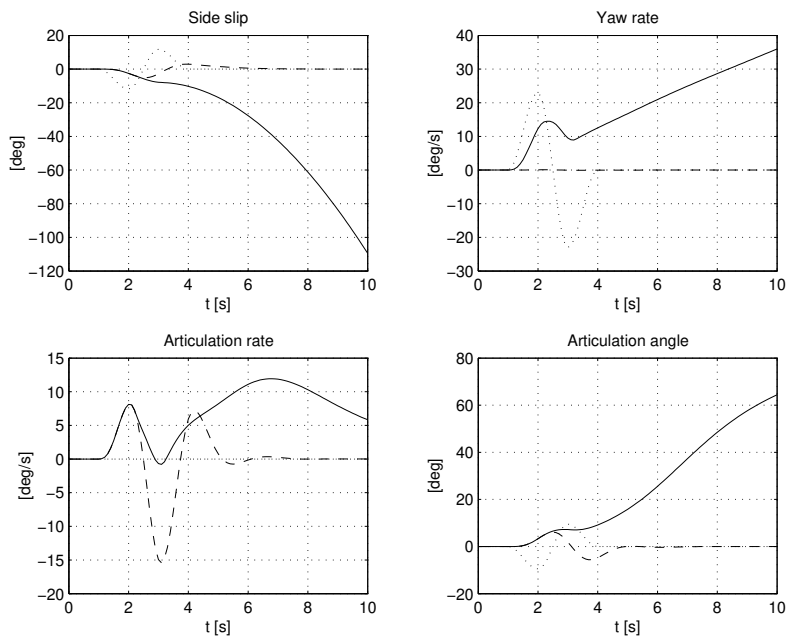 Side slip
20
0
−20
−40
−60
−80
−100
−120
[deg]
0 2 4 6 8 10
t [s]
Yaw rate
40
30
20
10
0
−10
−20
−30
[deg/s]
0 2 4 6 8 10
t [s]
Articulation rate
15
10
5
0
−5
−10
−15
−20
[deg/s]
0 2 4 6 8 10
t [s]
Articulation angle
80
60
40
20
0
−20
[deg]
0 2 4 6 8 10
t [s]